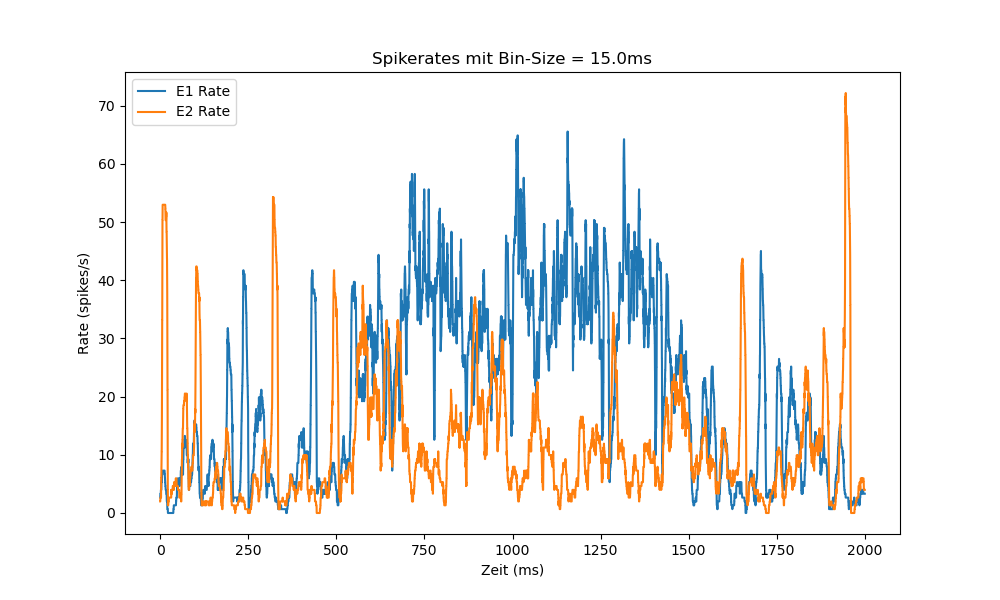 Spikerates mit Bin-Size = 15.0ms
E1 Rate
E2 Rate
Rate (spikes/s)
70
60
50
40
30
20
10
0
0 250 500 750 1000 1250 1500 1750 2000
Zeit (ms)